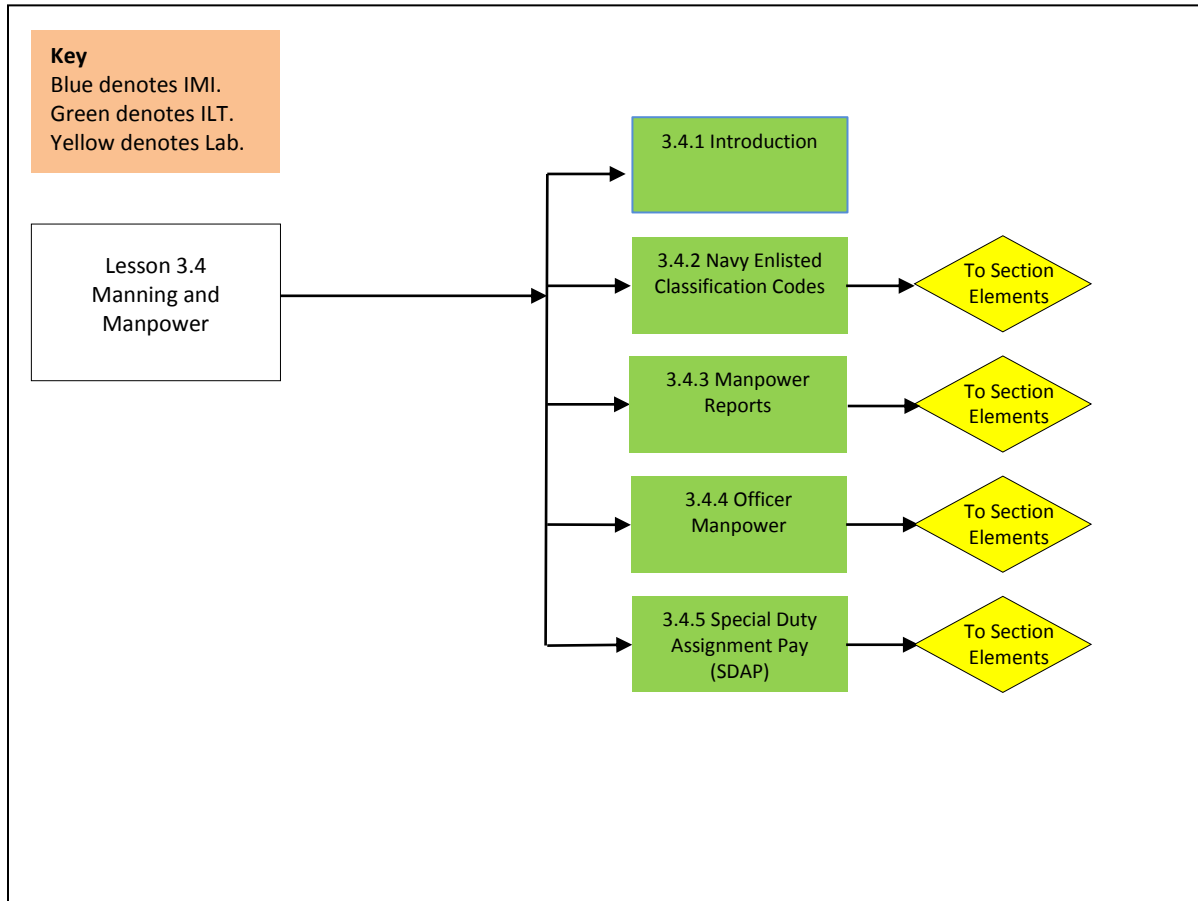 Key
Blue denotes IMI.
Green denotes ILT.
Yellow denotes Lab.
Lesson 3.4
Manning and
Manpower
3.4.1 Introduction
3.4.2 Navy Enlisted
Classification Codes
To Section
Elements
3.4.3 Manpower
Reports
To Section
Elements
3.4.4 Officer
Manpower
To Section
Elements
3.4.5 Special Duty
Assignment Pay
(SDAP)
To Section
Elements